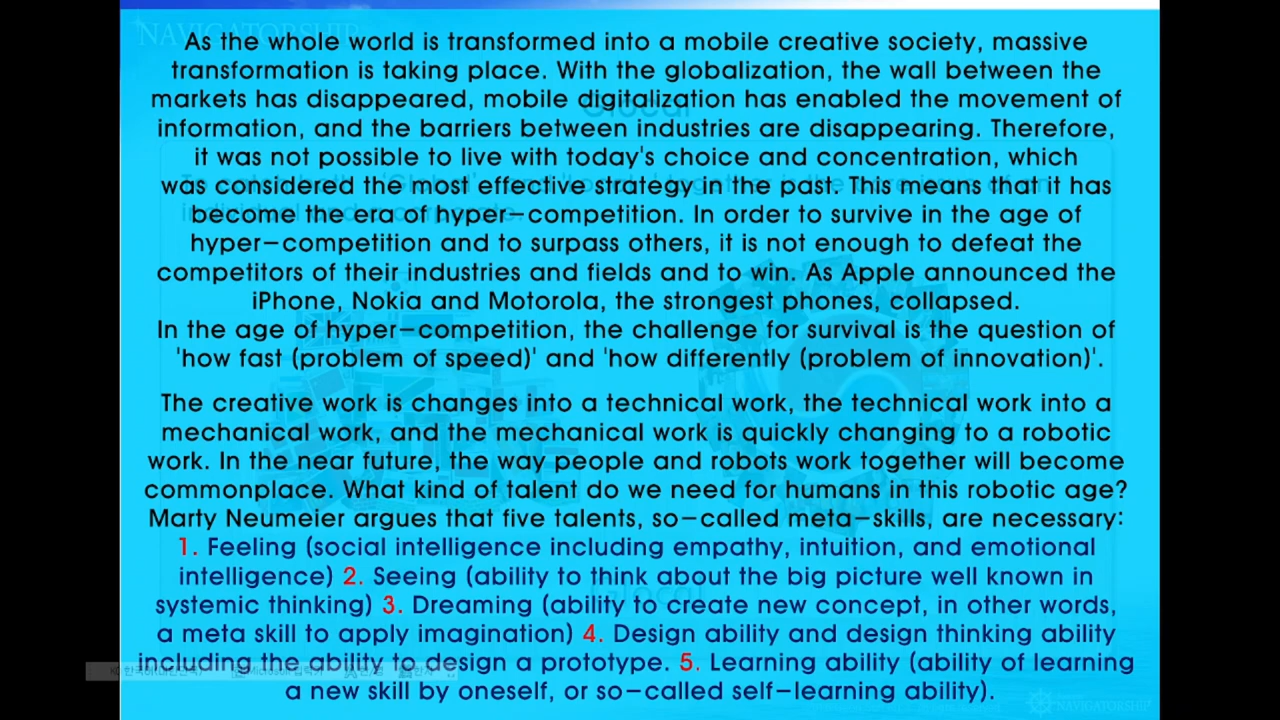 NAVIGATORSHIP
As the whole world is transformed into a mobile creative society, massive
transformation is taking place. With the globalization, the wall between the
markets has disappeared, mobile digitalization has enabled the movement of
Glocal
information, and the barriers between industries are disappearing. Therefore,
it was not possible to live with today's choice and concentration, which
was considered the most effective strategy in the past. This means that it has
become the era of hyper-competition. In order to survive in the age of
hyper-competition and to surpass others, it is not enough to defeat the
competitors of their industries and fields and to win. As Apple announced the
iPhone, Nokia and Motorola, the strongest phones, collapsed.
In the age of hyper-competition, the challenge for survival is the question of
'how fast (problem of speed)' and 'how differently (problem of innovation)'.
The creative work is changes into a technical work, the technical work into a
mechanical work, and the mechanical work is quickly changing to a robotic
work. In the near future, the way people and robots work together will become
commonplace. What kind of talent do we need for humans in this robotic age?
Marty Neumeier argues that five talents, so-called meta-skills, are necessary:
1. Feeling (social intelligence including empathy, intuition, and emotional
intelligence) 2. Seeing (ability to think about the big picture well known in
Glocal
systemic thinking) 3. Dreaming (ability to create new concept, in other words,
a meta skill to apply imagination) 4. Design ability and design thinking ability
including the ability to design a prototype. 5. Learning ability (ability of learning
a new skill by oneself, or so-called self-learning ability).
NAVIGATORSHIP